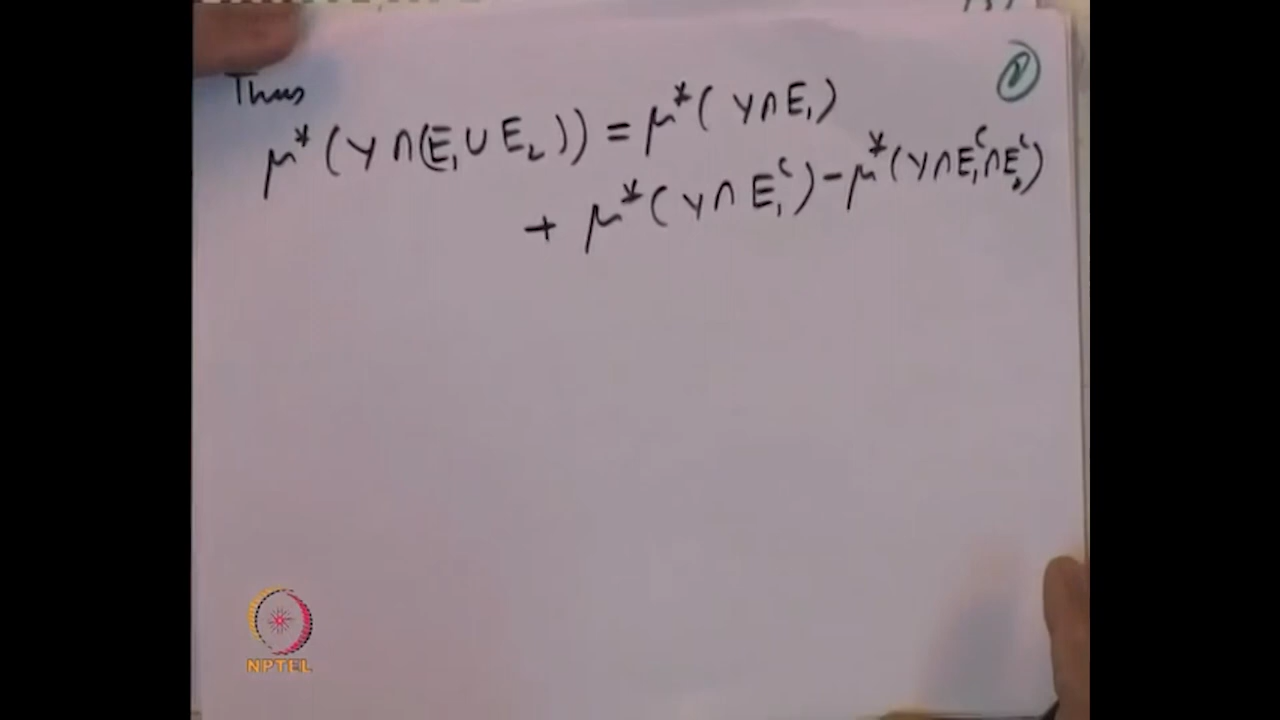 Thus
μ*(Y∩(E₁∪E₂)) = μ*(Y∩E₁)
+ μ*(Y∩E₁ᶜ) - μ*(Y∩E₁ᶜ∩E₂ᶜ)
NPTEL